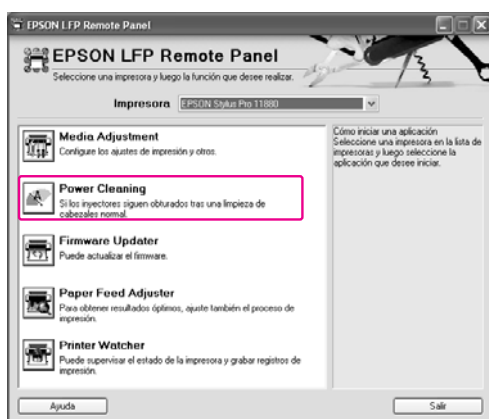 EPSON LFP Remote Panel
EPSON LFP Remote Panel
Seleccione una impresora y luego la función que desee realizar.
Impresora EPSON Stylus Pro 11880
Media Adjustment
Configure los ajustes de impresión y otros.
Power Cleaning
Si los inyectores siguen obturados tras una limpieza de
cabezales normal.
Firmware Updater
Puede actualizar el firmware.
Paper Feed Adjuster
Para obtener resultados óptimos, ajuste también el proceso de
impresión.
Printer Watcher
Puede supervisar el estado de la impresora y grabar registros de
impresión.
Cómo iniciar una aplicación
Seleccione una impresora en la lista de
impresoras y luego seleccione la
aplicación que desee iniciar.
Ayuda
Salir